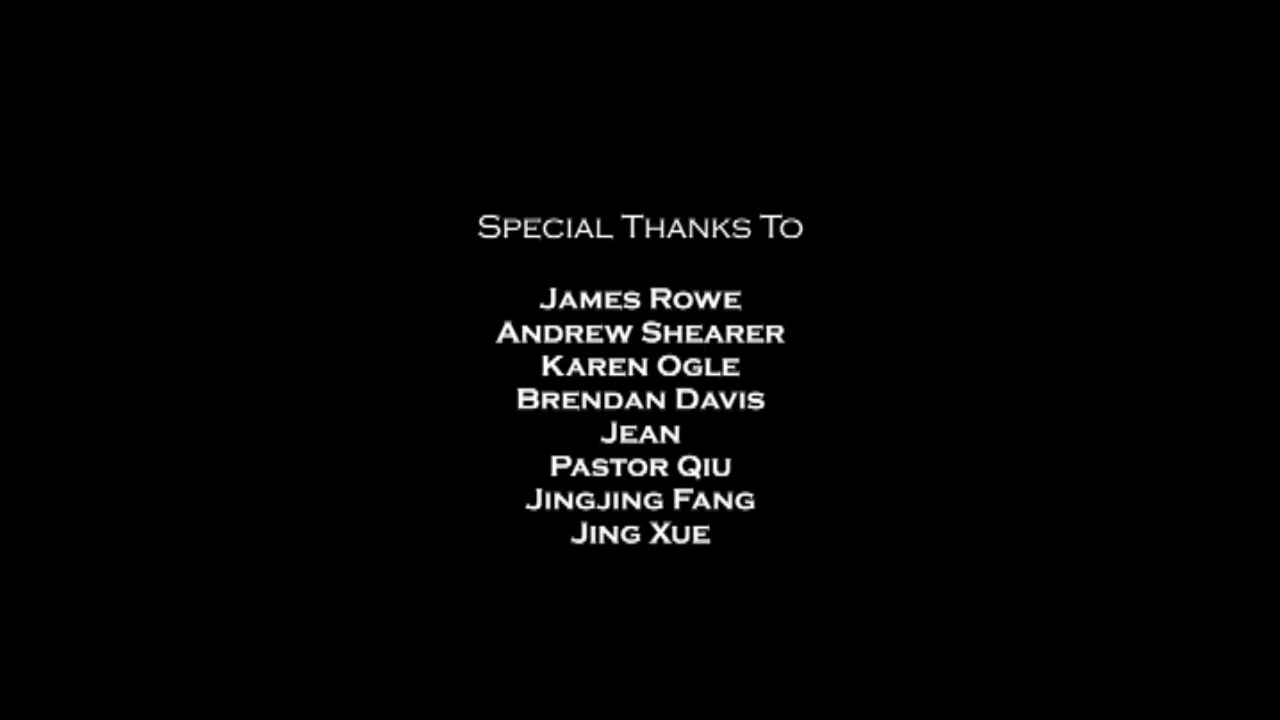 Special Thanks To
James Rowe
Andrew Shearer
Karen Ogle
Brendan Davis
Jean
Pastor Qiu
Jingjing Fang
Jing Xue